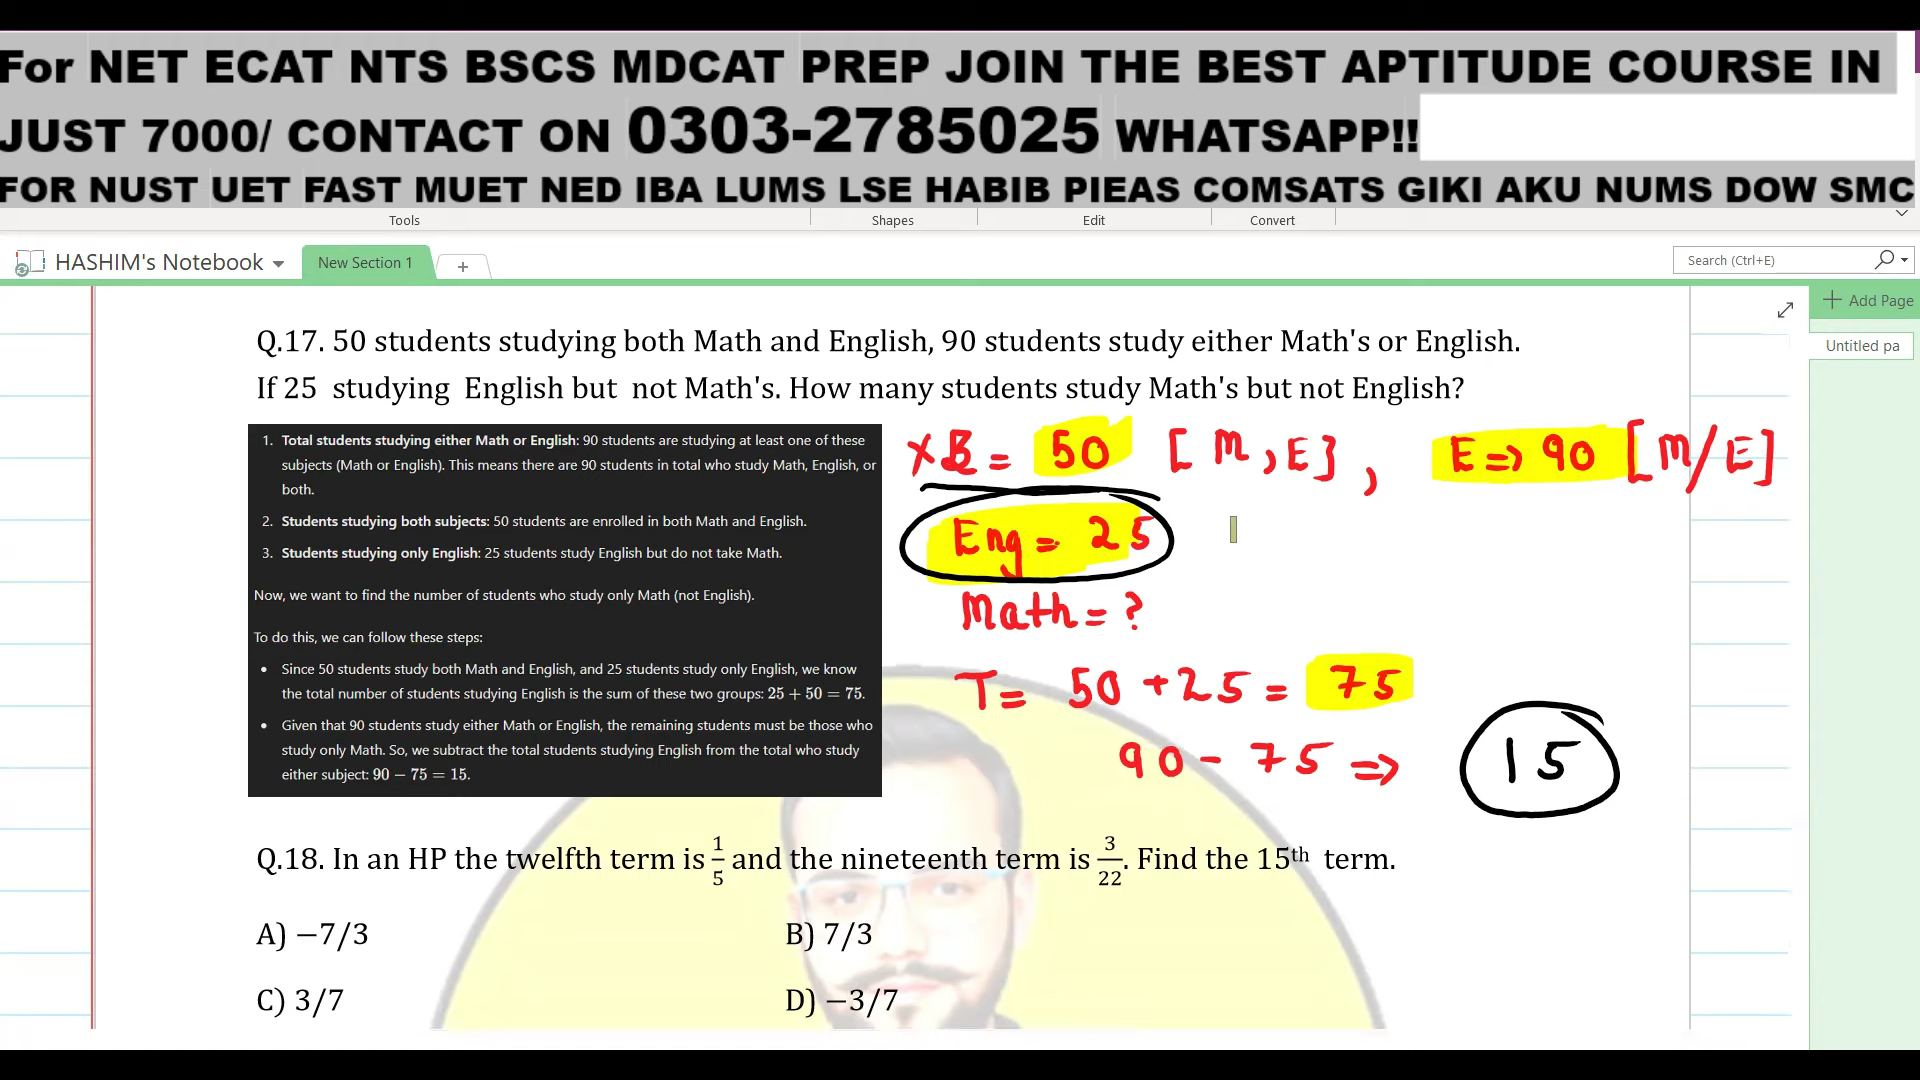 For NET ECAT NTS BSCS MDCAT PREP JOIN THE BEST APTITUDE COURSE IN
JUST 7000/ CONTACT ON 0303-2785025 WHATSAPP!!
FOR NUST UET FAST MUET NED IBA LUMS LSE HABIB PIEAS COMSATS GIKI AKU NUMS DOW SMC
Tools Shapes Edit Convert
HASHIM's Notebook New Section 1 + Search (Ctrl+E)
Add Page
Untitled pa
Q.17. 50 students studying both Math and English, 90 students study either Math's or English.
If 25 studying English but not Math's. How many students study Math's but not English?
1. Total students studying either Math or English: 90 students are studying at least one of these
subjects (Math or English). This means there are 90 students in total who study Math, English, or
both.
2. Students studying both subjects: 50 students are enrolled in both Math and English.
3. Students studying only English: 25 students study English but do not take Math.
Now, we want to find the number of students who study only Math (not English).
To do this, we can follow these steps:
• Since 50 students study both Math and English, and 25 students study only English, we know
the total number of students studying English is the sum of these two groups: 25 + 50 = 75.
• Given that 90 students study either Math or English, the remaining students must be those who
study only Math. So, we subtract the total students studying English from the total who study
either subject: 90 − 75 = 15.
= 50 [M, E], E => 90 [M/E]
Eng = 25
Math = ?
T = 50 + 25 = 75
90 - 75 => 15
Q.18. In an HP the twelfth term is 1/5 and the nineteenth term is 3/22. Find the 15th term.
A) −7/3 B) 7/3
C) 3/7 D) −3/7